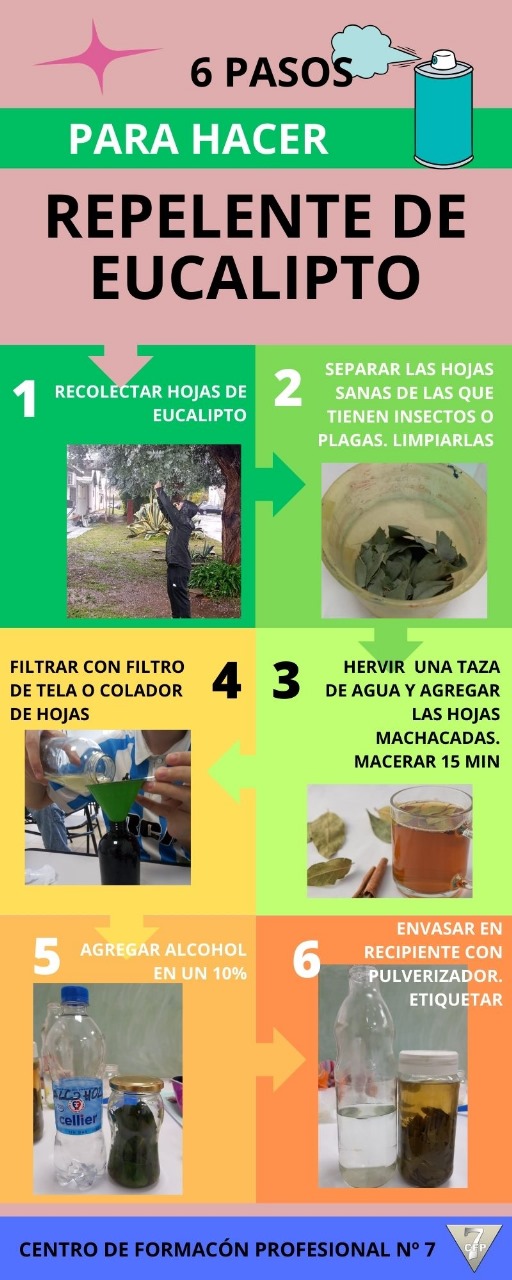 6 PASOS
PARA HACER
REPELENTE DE
EUCALIPTO
1
RECOLECTAR HOJAS DE
EUCALIPTO
2
SEPARAR LAS HOJAS
SANAS DE LAS QUE
TIENEN INSECTOS O
PLAGAS. LIMPIARLAS
3
HERVIR UNA TAZA
DE AGUA Y AGREGAR
LAS HOJAS
MACHACADAS.
MACERAR 15 MIN
4
FILTRAR CON FILTRO
DE TELA O COLADOR
DE HOJAS
5
AGREGAR ALCOHOL
EN UN 10%
ALCOHOL
cellier
6
ENVASAR EN
RECIPIENTE CON
PULVERIZADOR.
ETIQUETAR
CENTRO DE FORMACÓN PROFESIONAL Nº 7
7
CFP